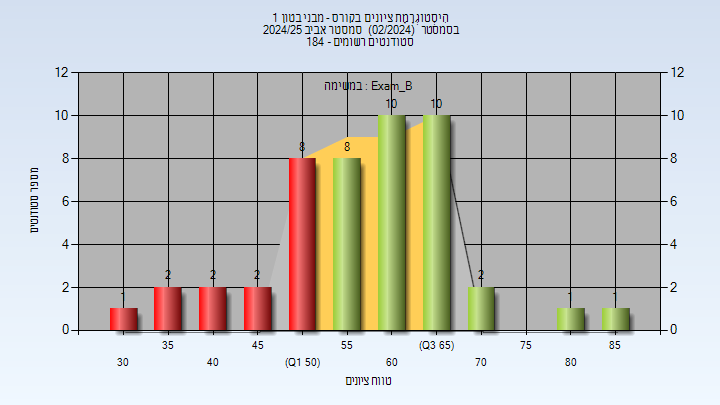 הִיסְטוֹגְרָמַת ציונים בקורס - מבני בטון 1
בסמסטר (02/2024) סמסטר אביב 2024/25
סטודנטים רשומים - 184
במשימה : Exam_B
מספר סטודנטים
12 12
10 10
8 8
6 6
4 4
2 2
0 0
1 2 2 2 8 8 10 10 2 1 1
35 45 55 (Q3 65) 75 85
30 40 (Q1 50) 60 70 80
טווח ציונים